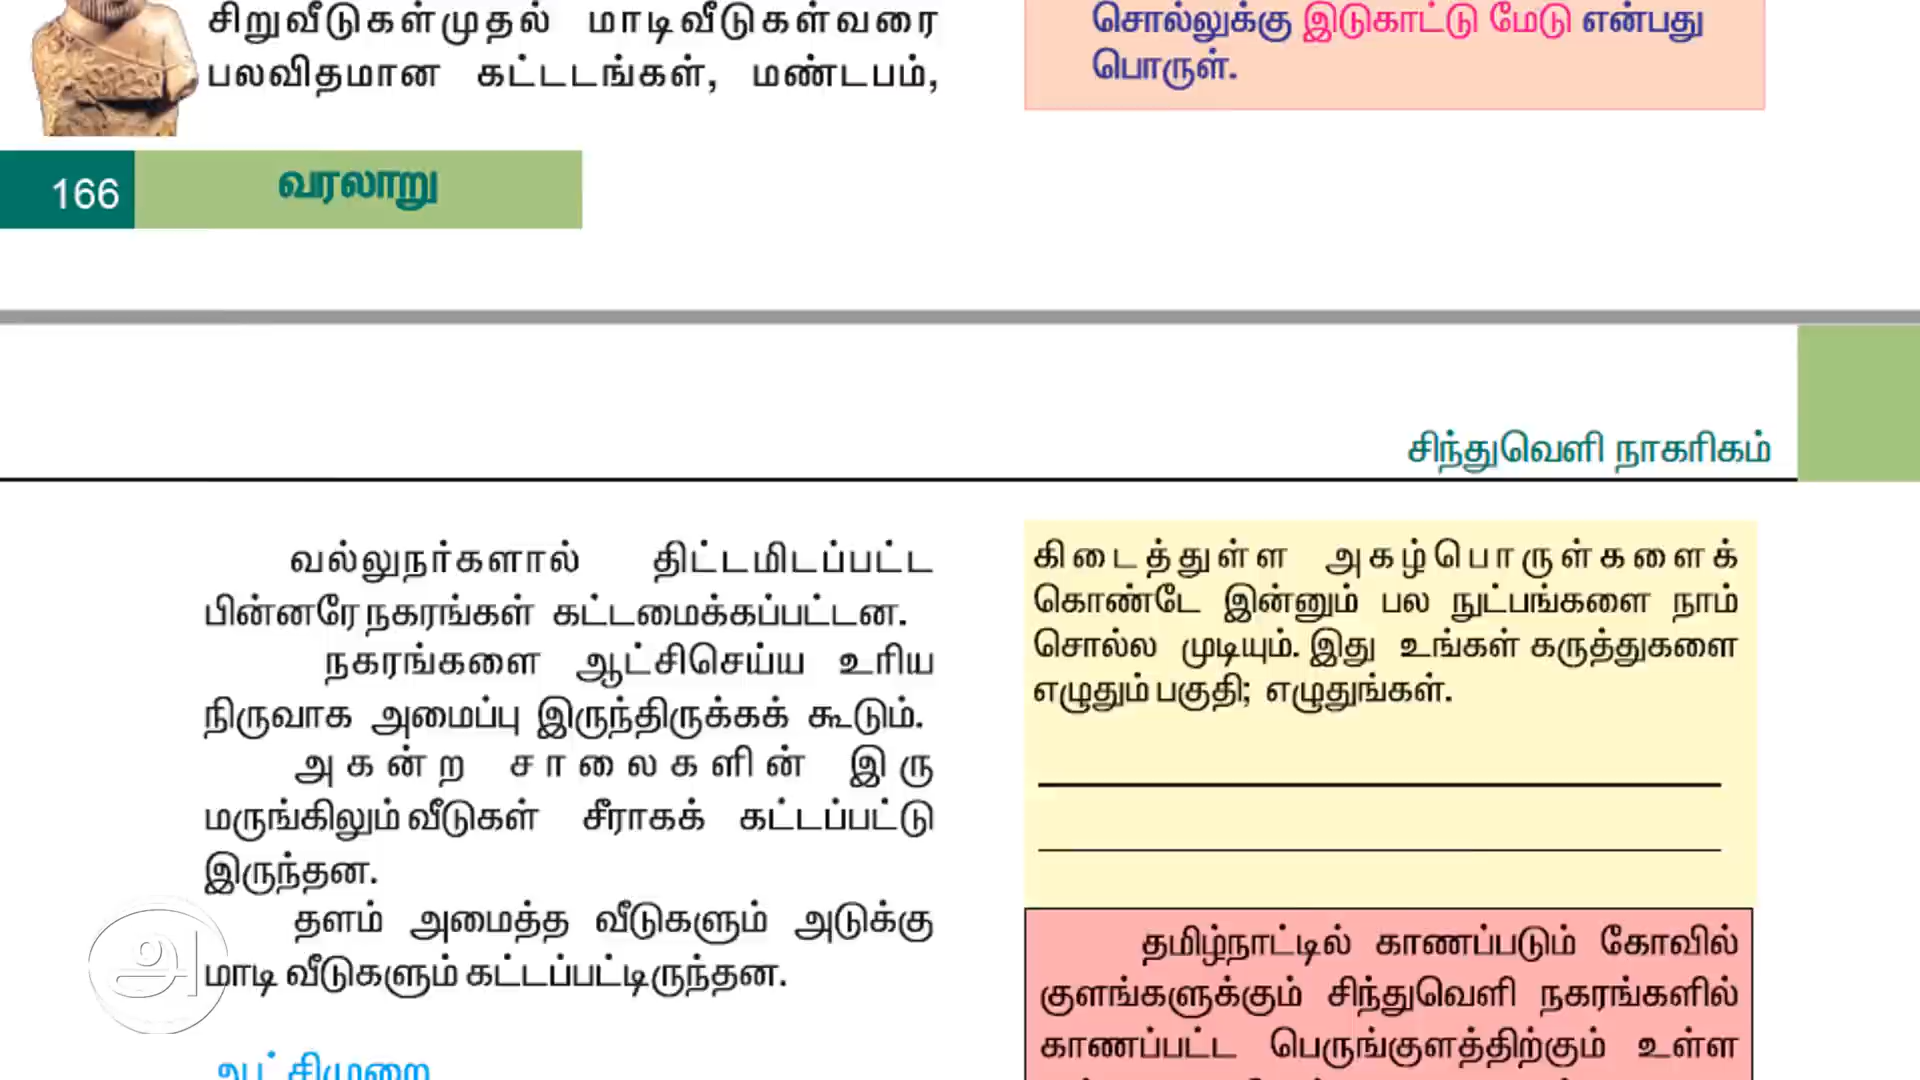 சிறுவீடுகள்முதல் மாடிவீடுகள்வரை
பலவிதமான கட்டடங்கள், மண்டபம்,
சொல்லுக்கு இடுகாட்டு மேடு என்பது
பொருள்.
166 வரலாறு
சிந்துவெளி நாகரிகம்
வல்லுநர்களால் திட்டமிடப்பட்ட
பின்னரே நகரங்கள் கட்டமைக்கப்பட்டன.
நகரங்களை ஆட்சிசெய்ய உரிய
நிருவாக அமைப்பு இருந்திருக்கக் கூடும்.
அகன்ற சாலைகளின் இரு
மருங்கிலும் வீடுகள் சீராகக் கட்டப்பட்டு
இருந்தன.
தளம் அமைத்த வீடுகளும் அடுக்கு
மாடி வீடுகளும் கட்டப்பட்டிருந்தன.
அ
ஆட்சிமுறை
கிடைத்துள்ள அகழ்பொருள்களைக்
கொண்டே இன்னும் பல நுட்பங்களை நாம்
சொல்ல முடியும். இது உங்கள் கருத்துகளை
எழுதும் பகுதி; எழுதுங்கள்.
தமிழ்நாட்டில் காணப்படும் கோவில்
குளங்களுக்கும் சிந்துவெளி நகரங்களில்
காணப்பட்ட பெருங்குளத்திற்கும் உள்ள